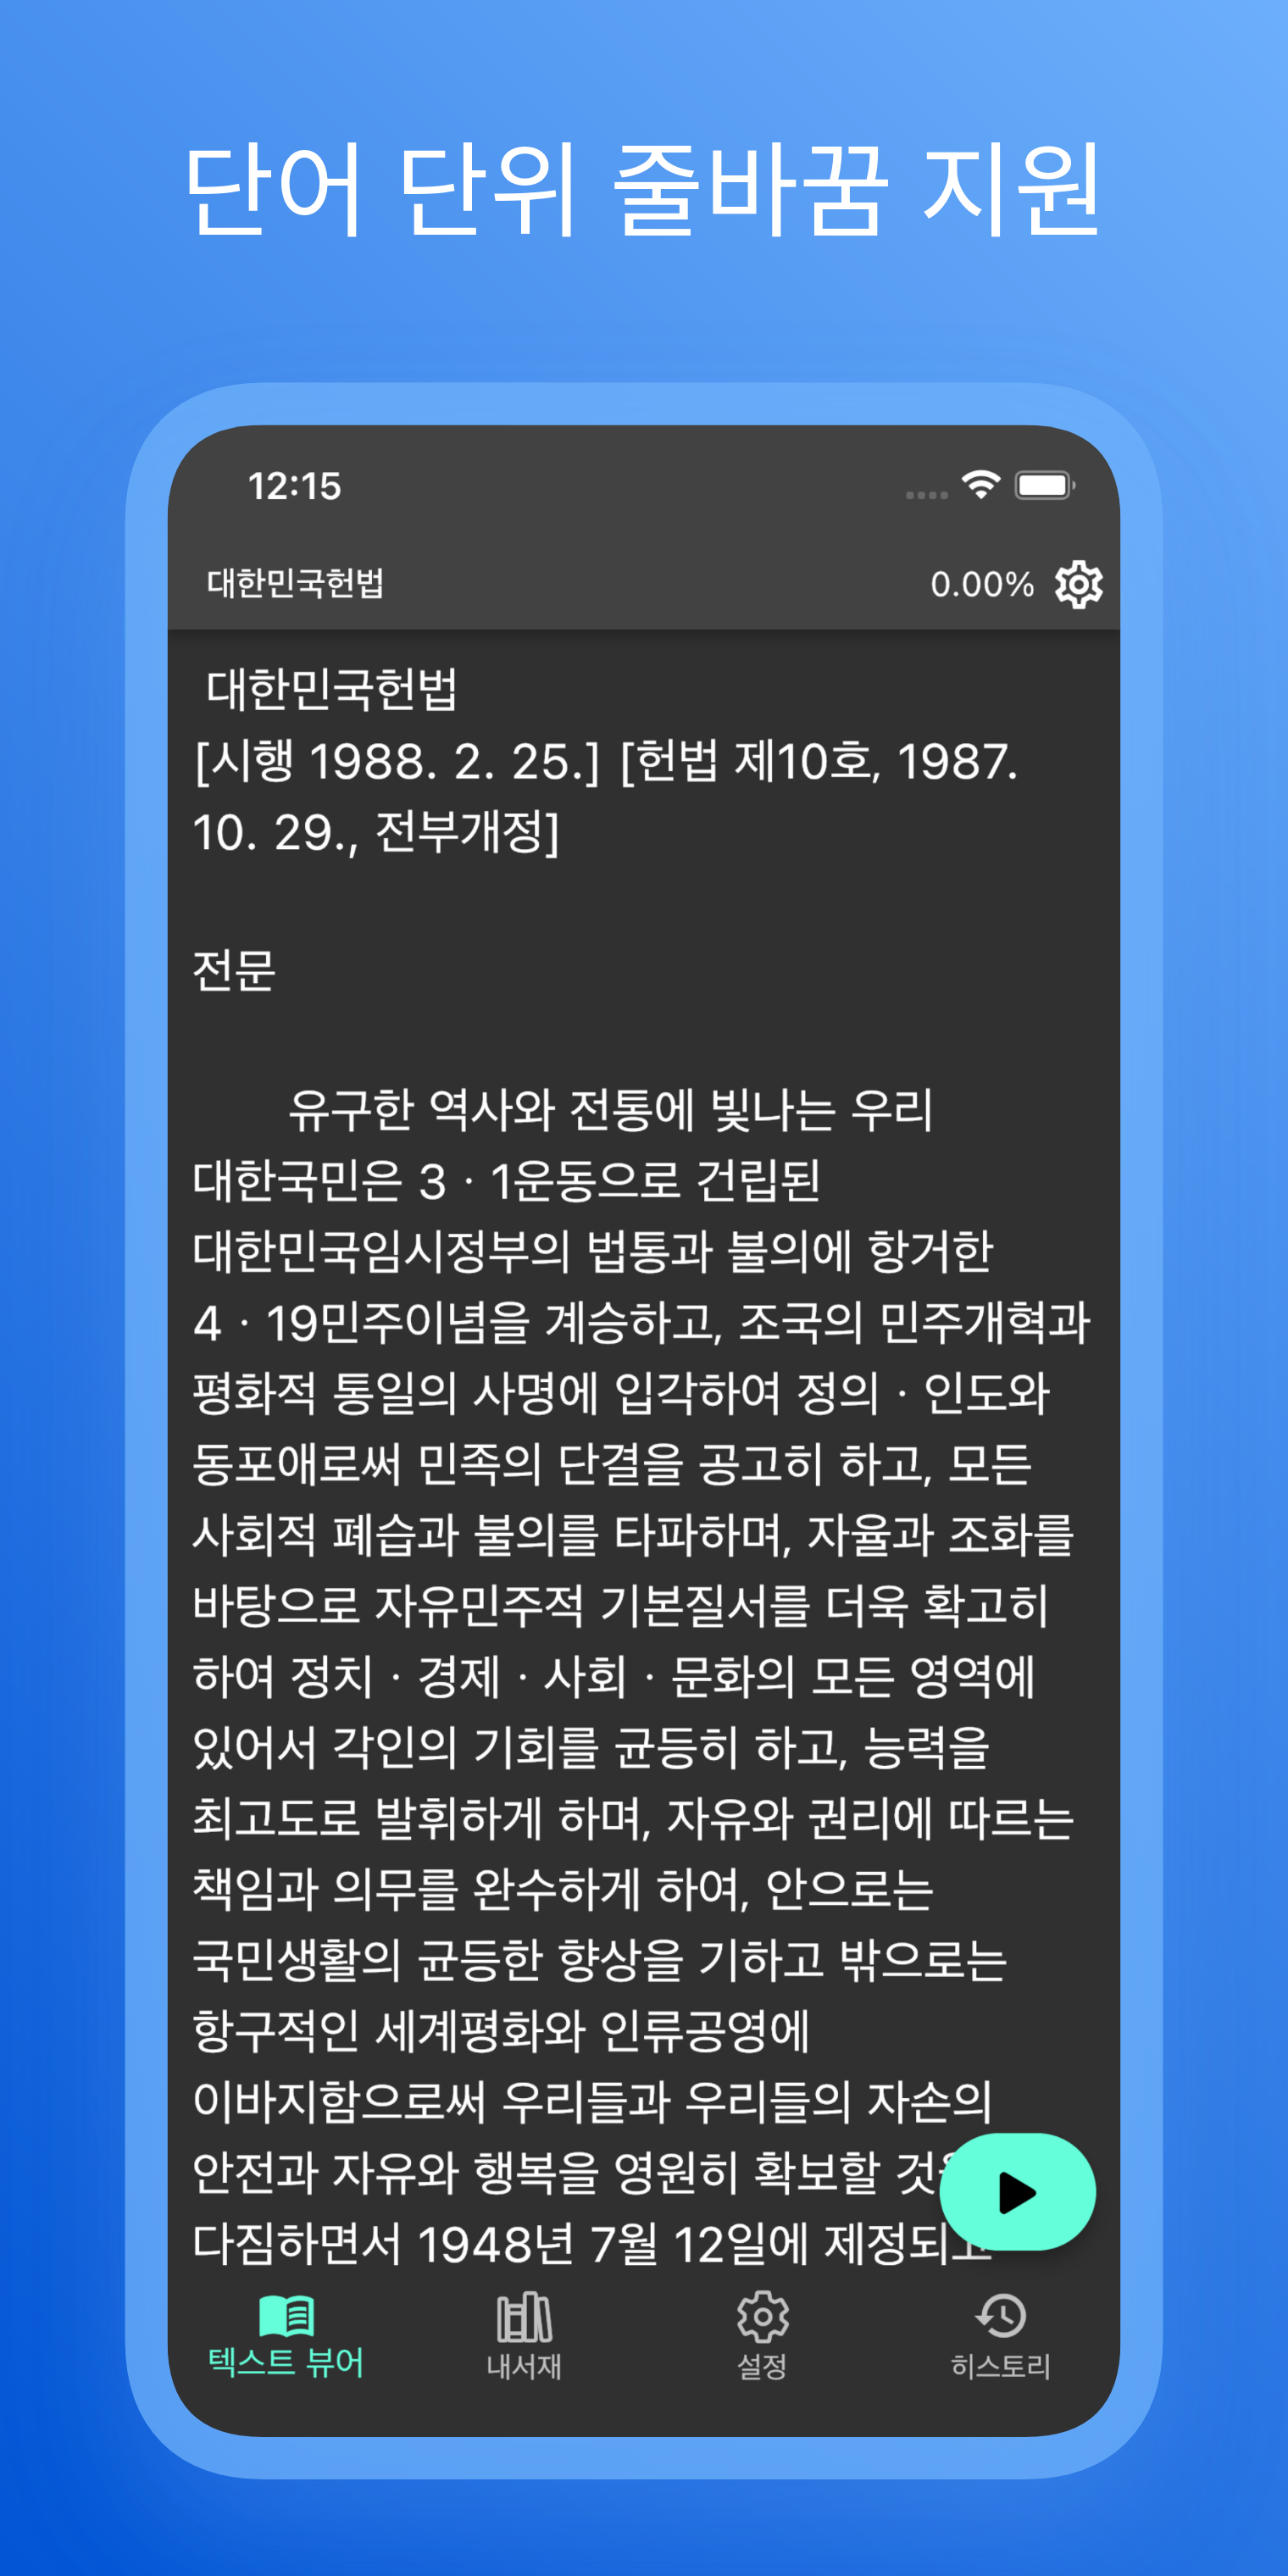 단어 단위 줄바꿈 지원
12:15
대한민국헌법 0.00%
대한민국헌법
[시행 1988. 2. 25.] [헌법 제10호, 1987.
10. 29., 전부개정]
전문
유구한 역사와 전통에 빛나는 우리
대한국민은 3ㆍ1운동으로 건립된
대한민국임시정부의 법통과 불의에 항거한
4ㆍ19민주이념을 계승하고, 조국의 민주개혁과
평화적 통일의 사명에 입각하여 정의ㆍ인도와
동포애로써 민족의 단결을 공고히 하고, 모든
사회적 폐습과 불의를 타파하며, 자율과 조화를
바탕으로 자유민주적 기본질서를 더욱 확고히
하여 정치ㆍ경제ㆍ사회ㆍ문화의 모든 영역에
있어서 각인의 기회를 균등히 하고, 능력을
최고도로 발휘하게 하며, 자유와 권리에 따르는
책임과 의무를 완수하게 하여, 안으로는
국민생활의 균등한 향상을 기하고 밖으로는
항구적인 세계평화와 인류공영에
이바지함으로써 우리들과 우리들의 자손의
안전과 자유와 행복을 영원히 확보할
다짐하면서 1948년 7월 12일에 제정되고
텍스트 뷰어
내서재
설정
히스토리